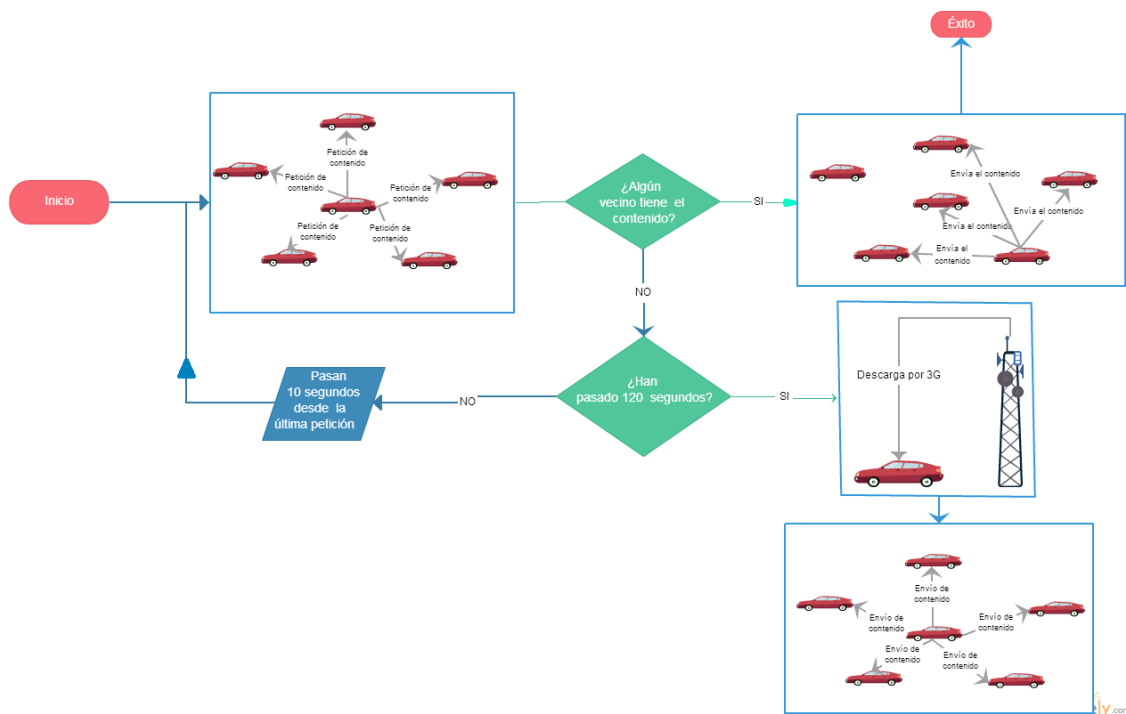 Éxito
Inicio
Petición de
contenido
Petición de
contenido
Petición de
contenido
Petición de
contenido
Petición de
contenido
¿Algún
vecino tiene el
contenido?
SI
Envía el contenido
Envía el contenido
Envía el contenido
Envía el
contenido
NO
¿Han
pasado 120 segundos?
SI
NO
Pasan
10 segundos
desde la
última petición
Descarga por 3G
Envío de
contenido
Envío de
contenido
Envío de
contenido
Envío de
contenido
Envío de
contenido